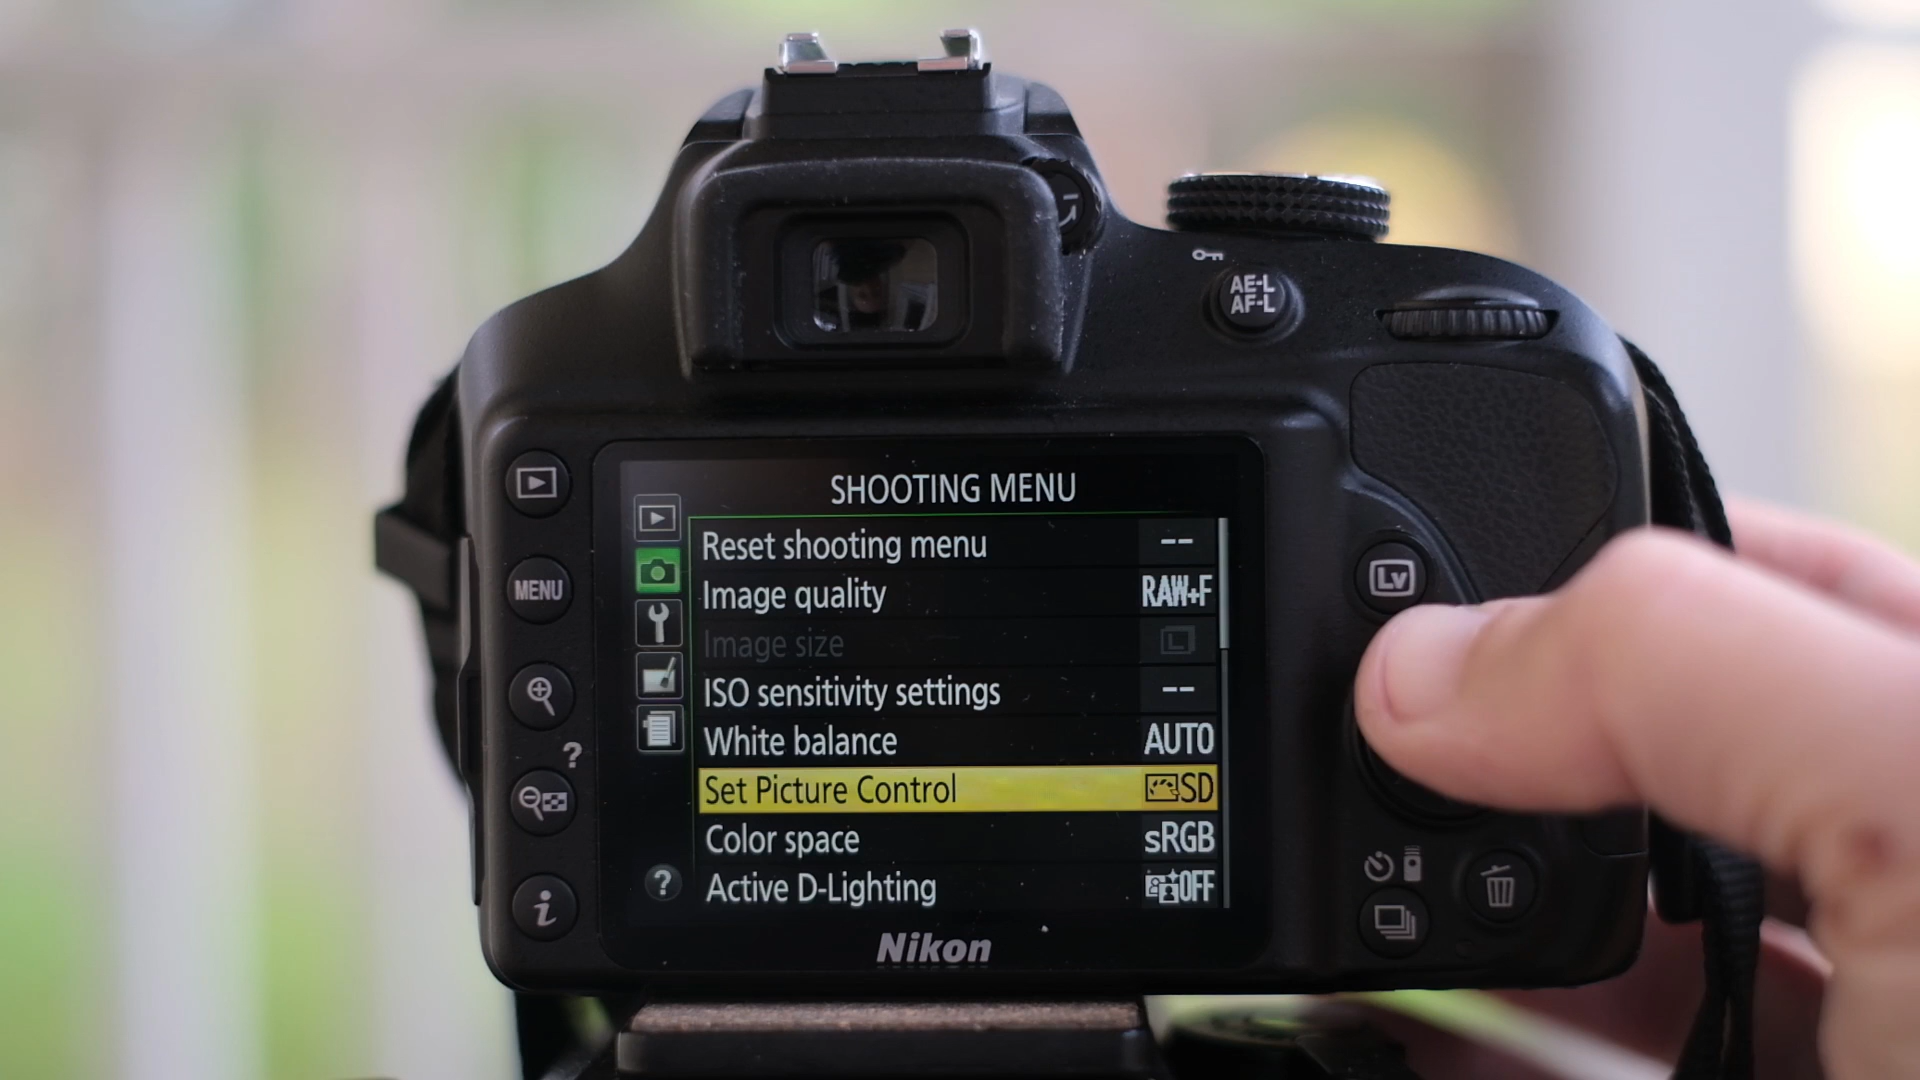 AE-L
AF-L
SHOOTING MENU
Reset shooting menu --
Image quality RAW+F
Image size L
ISO sensitivity settings --
White balance AUTO
Set Picture Control SD
Color space sRGB
Active D-Lighting OFF
MENU
?
i
?
Lv
Nikon